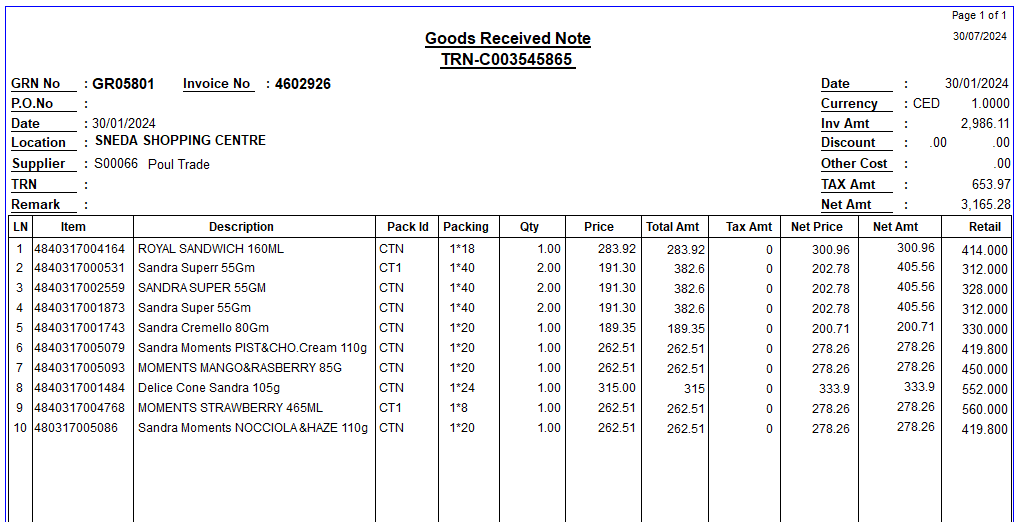 Page 1 of 1
Goods Received Note
30/07/2024
TRN-C003545865
GRN No : GR05801 Invoice No : 4602926 Date : 30/01/2024
P.O.No : Currency : CED 1.0000
Date : 30/01/2024 Inv Amt : 2,986.11
Location : SNEDA SHOPPING CENTRE Discount : .00 .00
Supplier : S00066 Poul Trade Other Cost : .00
TRN : TAX Amt : 653.97
Remark : Net Amt : 3,165.28
LN Item Description Pack Id Packing Qty Price Total Amt Tax Amt Net Price Net Amt Retail
1 4840317004164 ROYAL SANDWICH 160ML CTN 1*18 1.00 283.92 283.92 0 300.96 300.96 414.000
2 4840317000531 Sandra Superr 55Gm CT1 1*40 2.00 191.30 382.6 0 202.78 405.56 312.000
3 4840317002559 SANDRA SUPER 55GM CTN 1*40 2.00 191.30 382.6 0 202.78 405.56 328.000
4 4840317001873 Sandra Super 55Gm CTN 1*40 2.00 191.30 382.6 0 202.78 405.56 312.000
5 4840317001743 Sandra Cremello 80Gm CTN 1*20 1.00 189.35 189.35 0 200.71 200.71 330.000
6 4840317005079 Sandra Moments PIST&CHO.Cream 110g CTN 1*20 1.00 262.51 262.51 0 278.26 278.26 419.800
7 4840317005093 MOMENTS MANGO&RASBERRY 85G CTN 1*20 1.00 262.51 262.51 0 278.26 278.26 450.000
8 4840317001484 Delice Cone Sandra 105g CTN 1*24 1.00 315.00 315 0 333.9 333.9 552.000
9 4840317004768 MOMENTS STRAWBERRY 465ML CT1 1*8 1.00 262.51 262.51 0 278.26 278.26 560.000
10 480317005086 Sandra Moments NOCCIOLA&HAZE 110g CTN 1*20 1.00 262.51 262.51 0 278.26 278.26 419.800